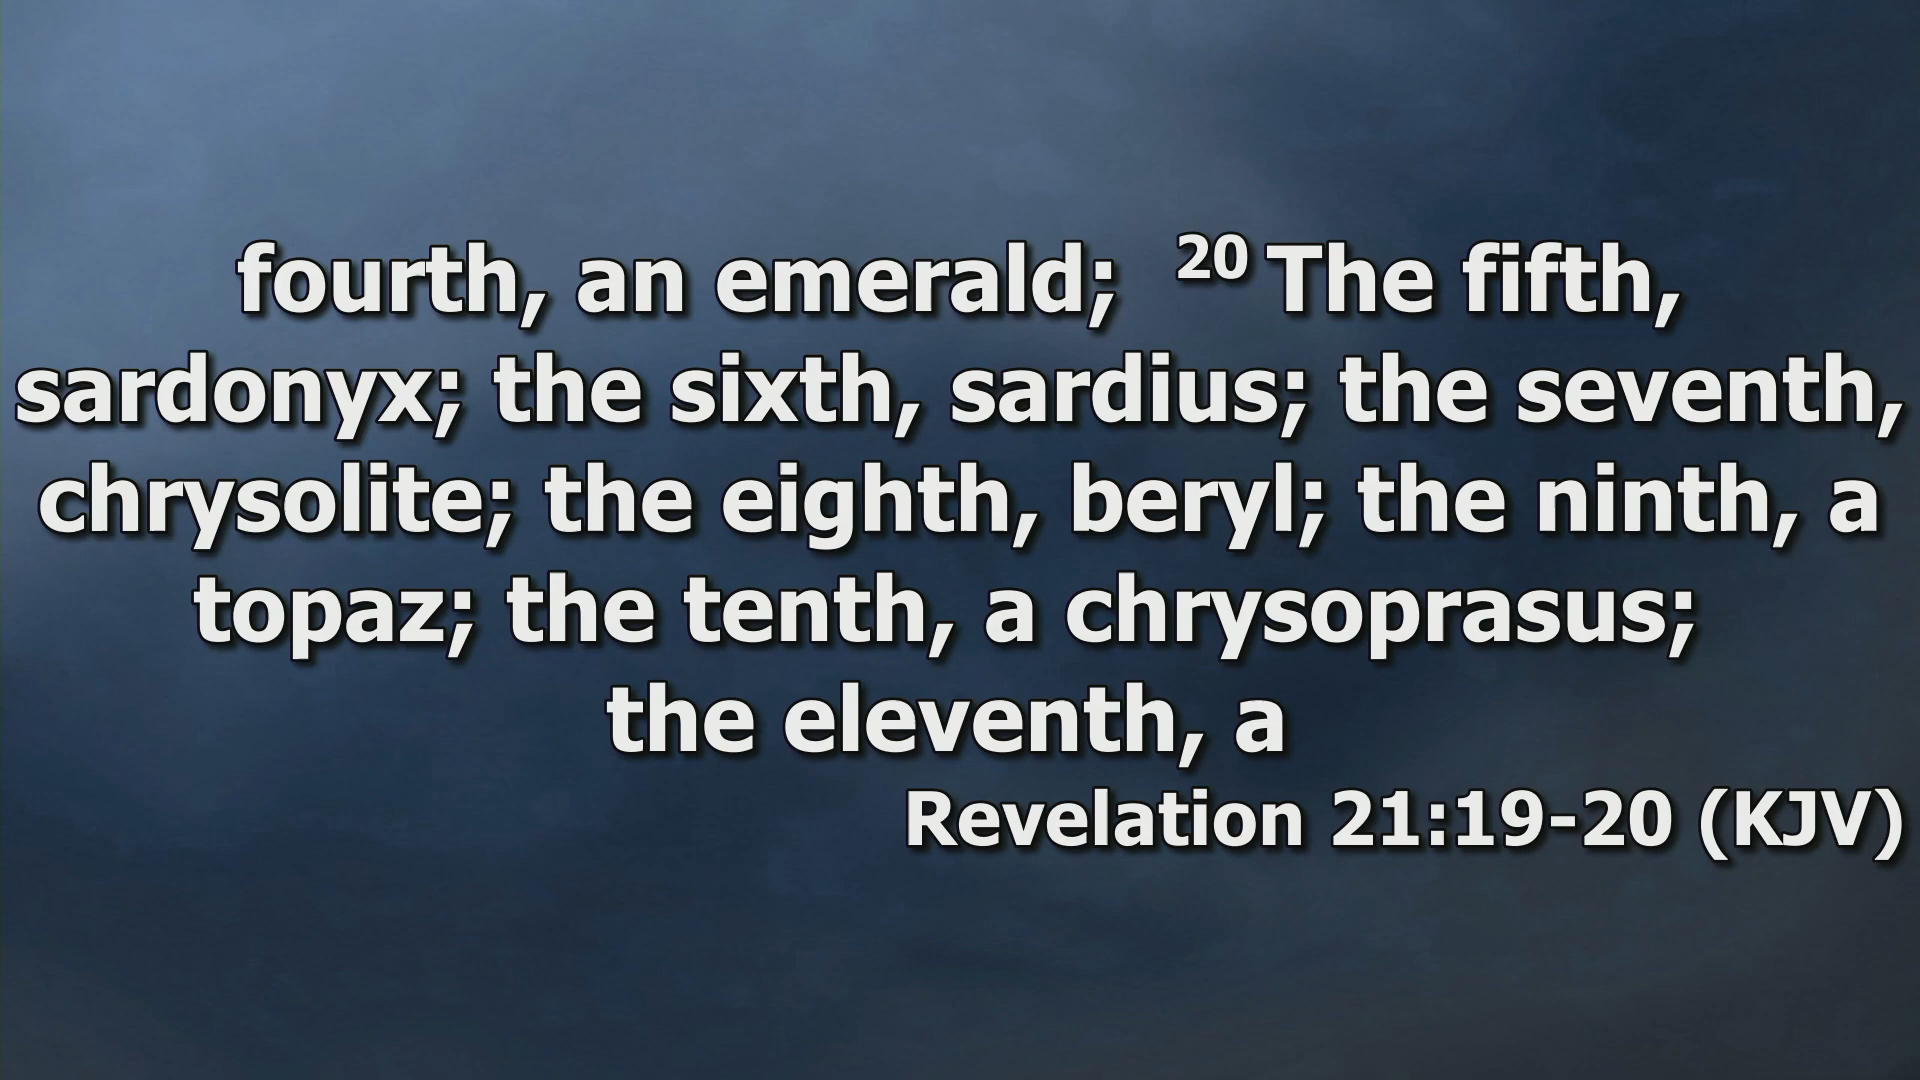 fourth, an emerald; 20 The fifth,
sardonyx; the sixth, sardius; the seventh,
chrysolite; the eighth, beryl; the ninth, a
topaz; the tenth, a chrysoprasus;
the eleventh, a
Revelation 21:19-20 (KJV)